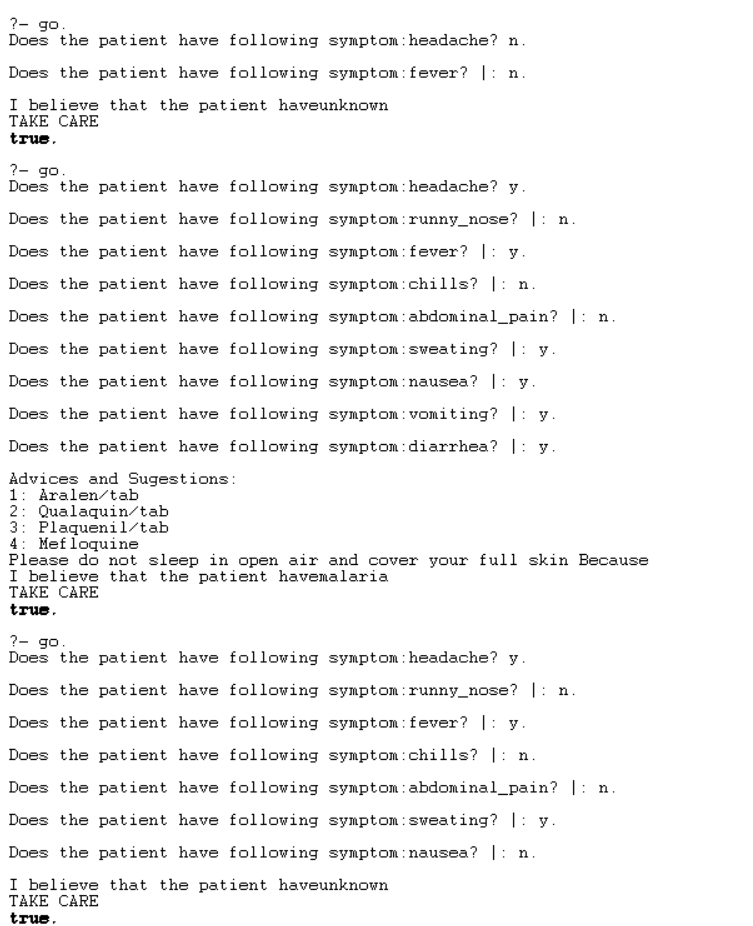 ?- go.
Does the patient have following symptom:headache? n.
Does the patient have following symptom:fever? |: n.
I believe that the patient haveunknown
TAKE CARE
true.
?- go.
Does the patient have following symptom:headache? y.
Does the patient have following symptom:runny_nose? |: n.
Does the patient have following symptom:fever? |: y.
Does the patient have following symptom:chills? |: n.
Does the patient have following symptom:abdominal_pain? |: n.
Does the patient have following symptom:sweating? |: y.
Does the patient have following symptom:nausea? |: y.
Does the patient have following symptom:vomiting? |: y.
Does the patient have following symptom:diarrhea? |: y.
Advices and Sugestions:
1: Aralen/tab
2: Qualaquin/tab
3: Plaquenil/tab
4: Mefloquine
Please do not sleep in open air and cover your full skin Because
I believe that the patient havemalaria
TAKE CARE
true.
?- go.
Does the patient have following symptom:headache? y.
Does the patient have following symptom:runny_nose? |: n.
Does the patient have following symptom:fever? |: y.
Does the patient have following symptom:chills? |: n.
Does the patient have following symptom:abdominal_pain? |: n.
Does the patient have following symptom:sweating? |: y.
Does the patient have following symptom:nausea? |: n.
I believe that the patient haveunknown
TAKE CARE
true.